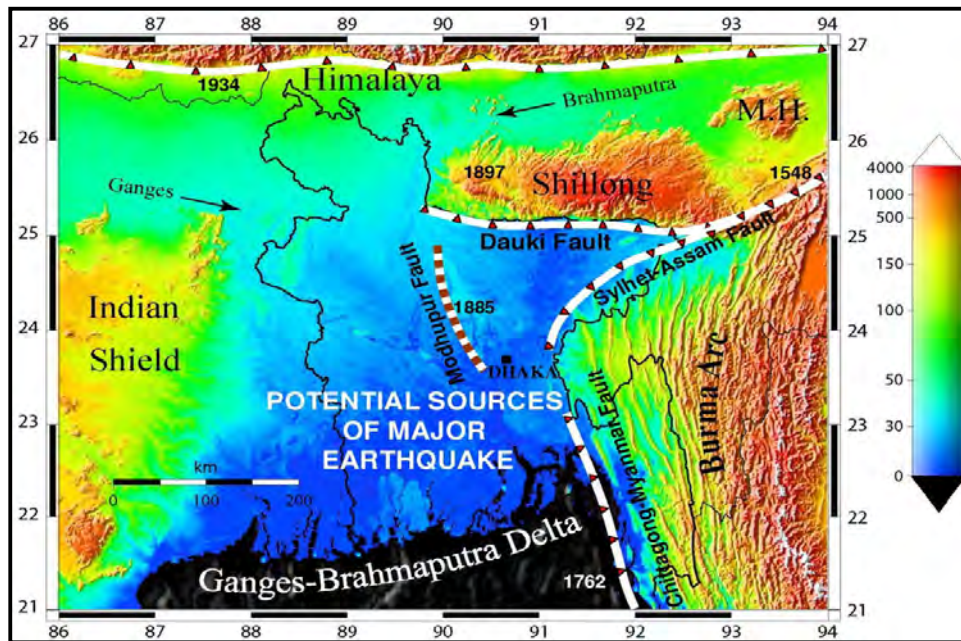 86 87 88 89 90 91 92 93 94
27 27
Himalaya
1934
Brahmaputra
M.H.
26 26
4000
1000
500
150
100
50
30
0
1897
1548
Shillong
Ganges
25 25
Dauki Fault
Sylhet-Assam Fault
Modhupur Fault
1885
Indian
Shield
24 24
DHAKA
Burma Arc
Chittagong-Myanmar Fault
23 23
POTENTIAL SOURCES
OF MAJOR
EARTHQUAKE
km
0 100 200
22 22
Ganges-Brahmaputra Delta
1762
21 21
86 87 88 89 90 91 92 93 94